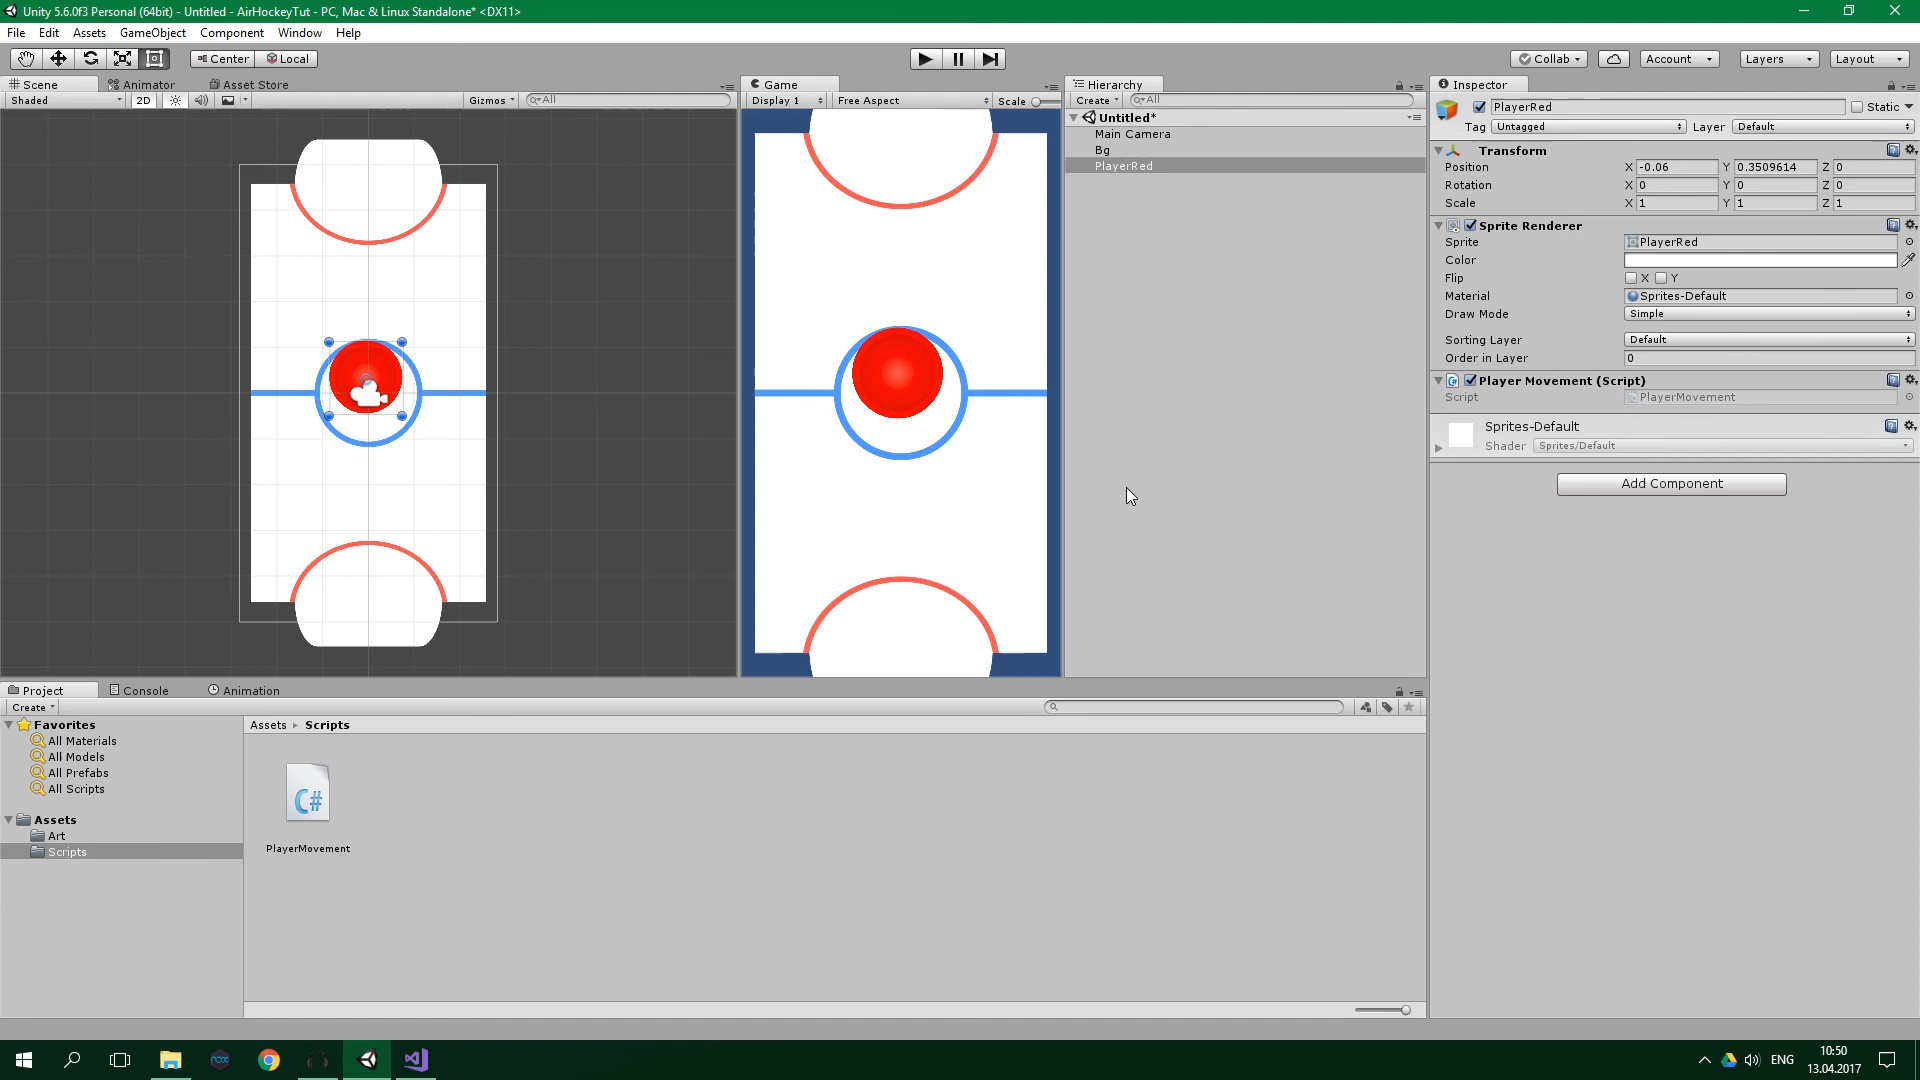 Unity 5.6.0f3 Personal (64bit) - Untitled - AirHockeyTut - PC, Mac & Linux Standalone* <DX11>
File Edit Assets GameObject Component Window Help
Center Local Collab Account Layers Layout
Scene Animator Asset Store
Shaded 2D Gizmos All
Game
Display 1 Free Aspect Scale
Hierarchy
Create All
Untitled*
Main Camera
Bg
PlayerRed
Inspector
PlayerRed Static
Tag Untagged Layer Default
Transform
Position X -0.06 Y 0.3509614 Z 0
Rotation X 0 Y 0 Z 0
Scale X 1 Y 1 Z 1
Sprite Renderer
Sprite PlayerRed
Color
Flip X Y
Material Sprites-Default
Draw Mode Simple
Sorting Layer Default
Order in Layer 0
Player Movement (Script)
Script PlayerMovement
Sprites-Default
Shader Sprites/Default
Add Component
Project Console Animation
Create
Favorites
All Materials
All Models
All Prefabs
All Scripts
Assets
Art
Scripts
Assets Scripts
C#
PlayerMovement
nox
ENG
10:50
13.04.2017